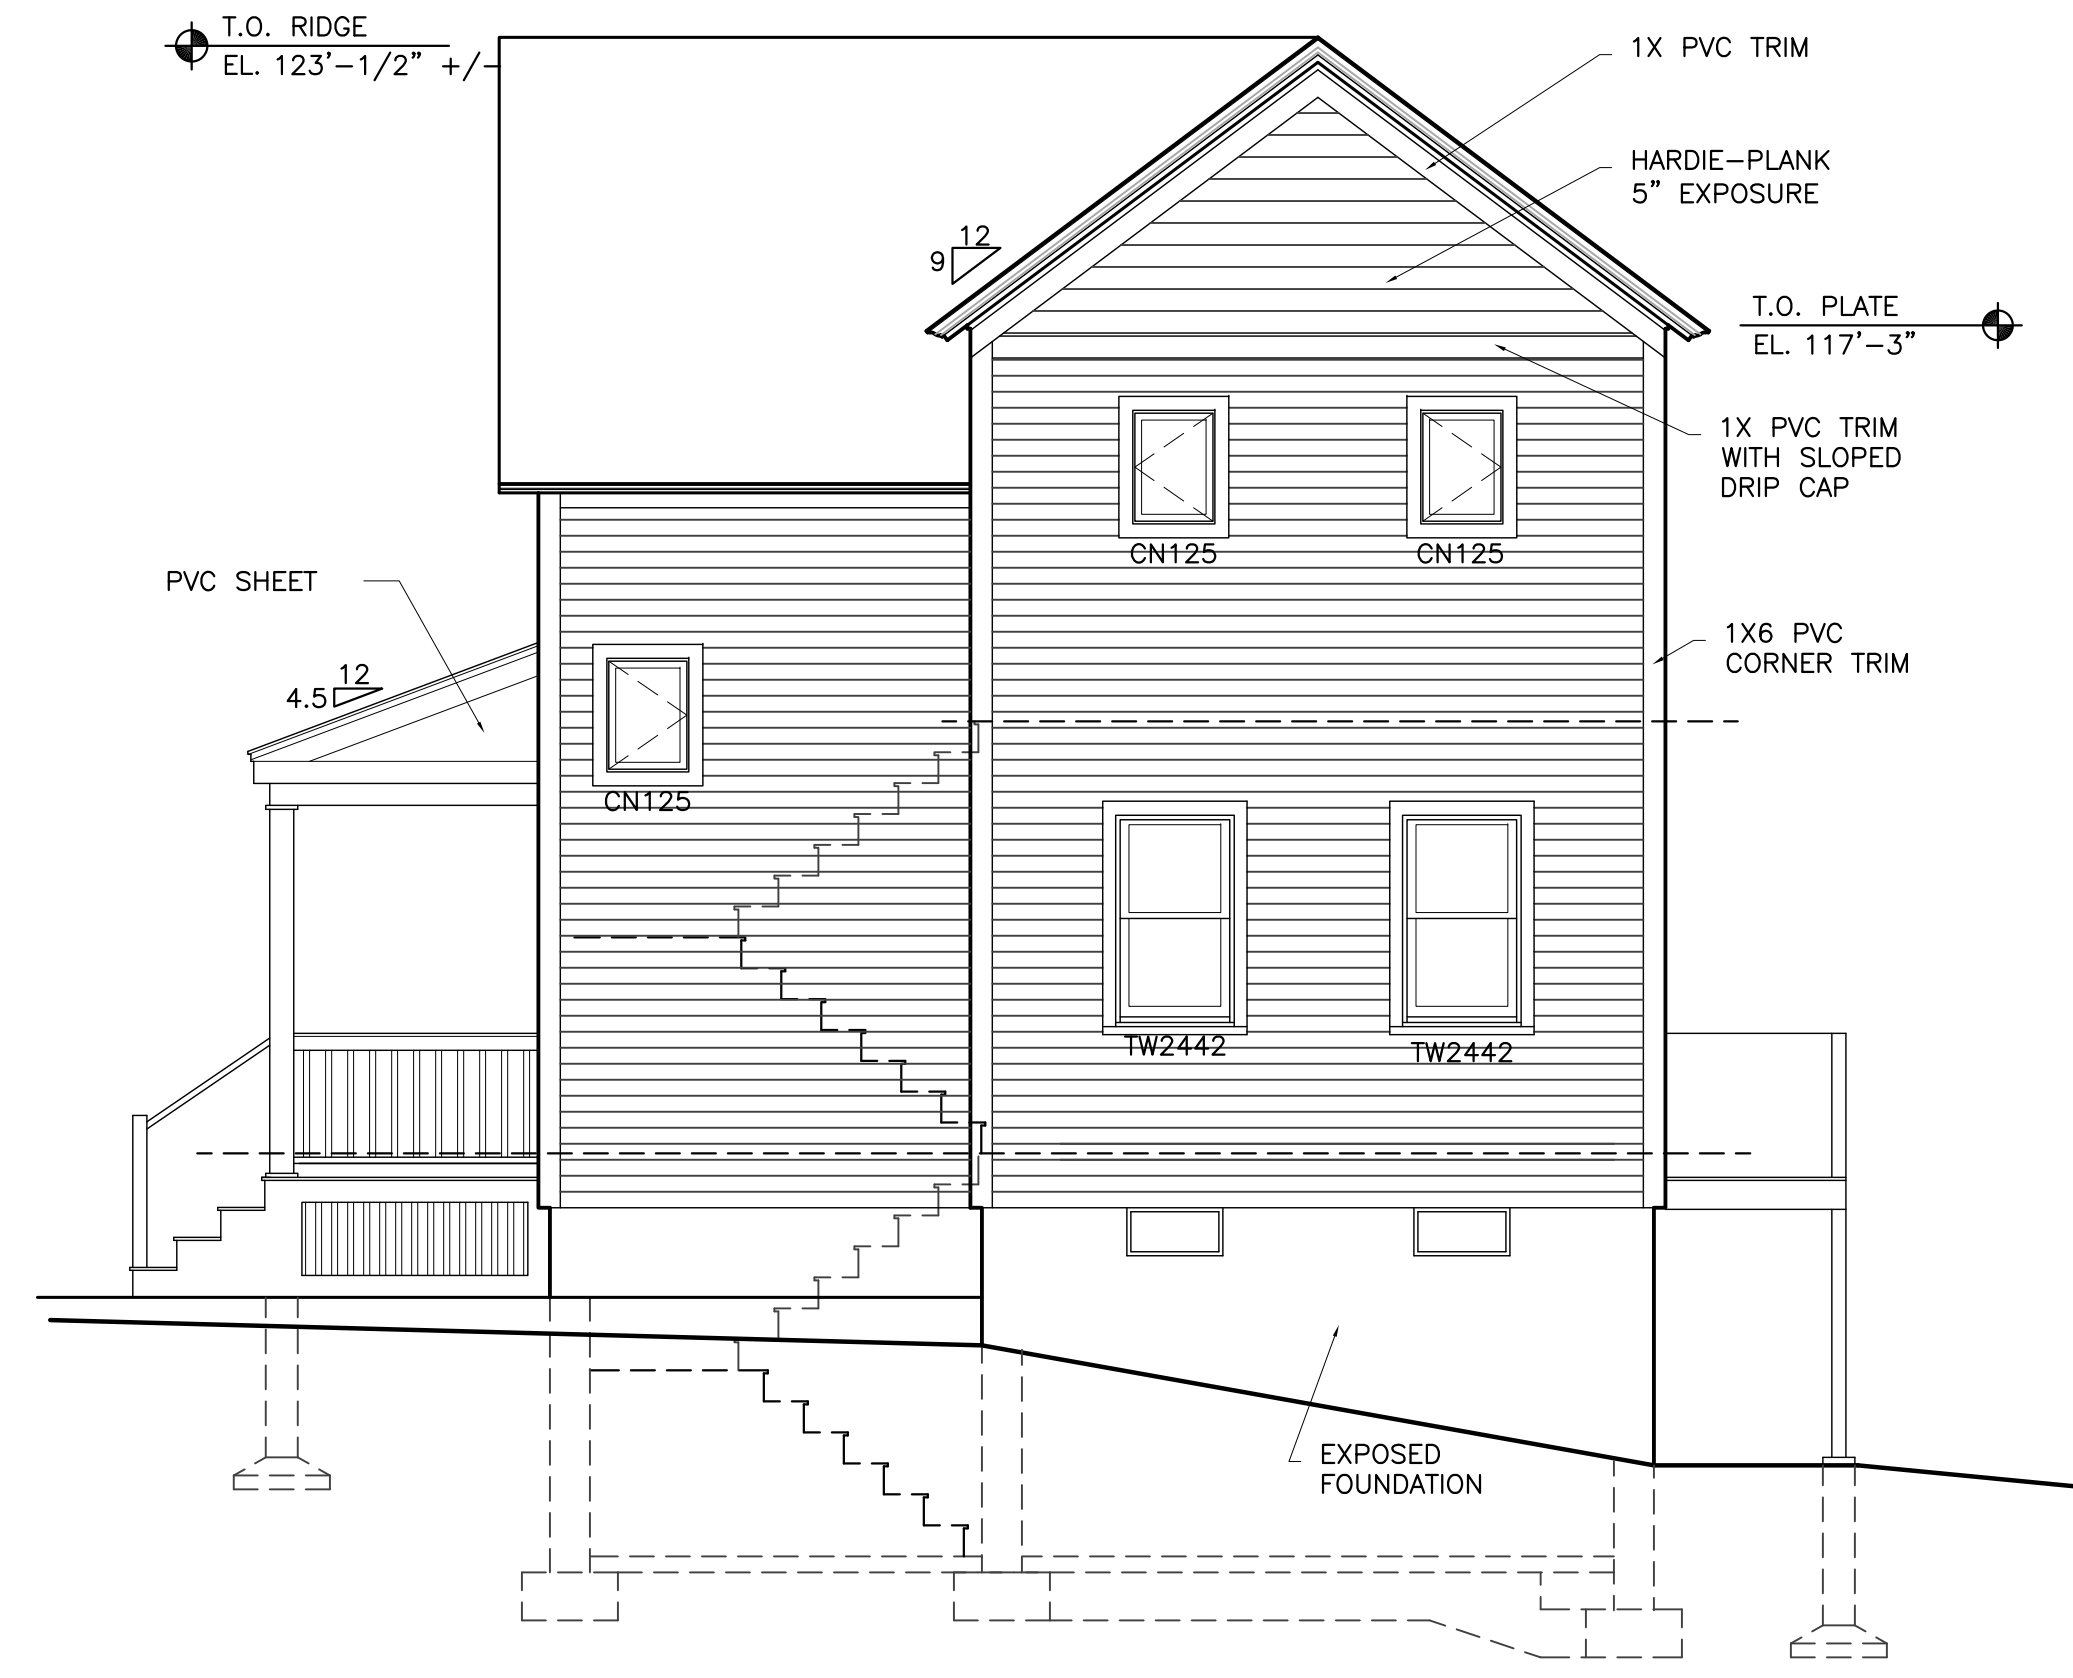 T.O. RIDGE
EL. 123'-1/2" +/-
1X PVC TRIM
HARDIE-PLANK
5" EXPOSURE
12
9
T.O. PLATE
EL. 117'-3"
1X PVC TRIM
WITH SLOPED
DRIP CAP
CN125
CN125
PVC SHEET
1X6 PVC
CORNER TRIM
12
4.5
CN125
TW2442
TW2442
EXPOSED
FOUNDATION